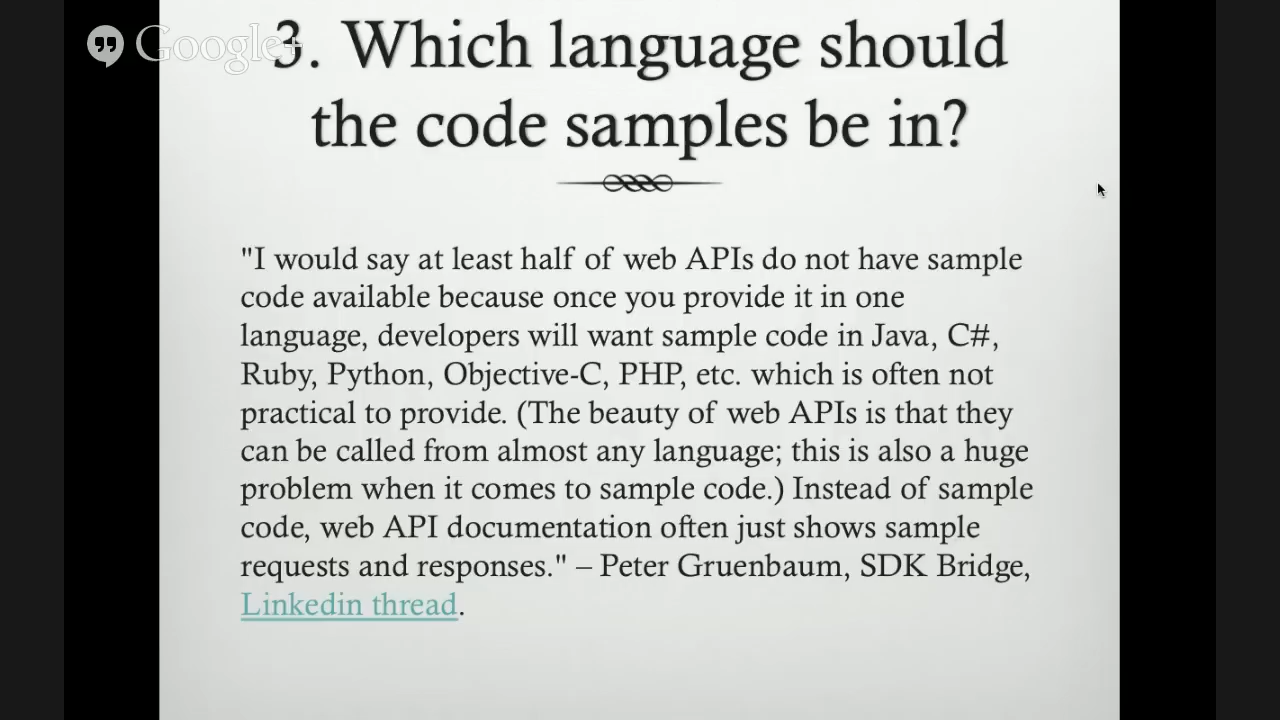 Google+
3. Which language should
the code samples be in?
"I would say at least half of web APIs do not have sample
code available because once you provide it in one
language, developers will want sample code in Java, C#,
Ruby, Python, Objective-C, PHP, etc. which is often not
practical to provide. (The beauty of web APIs is that they
can be called from almost any language; this is also a huge
problem when it comes to sample code.) Instead of sample
code, web API documentation often just shows sample
requests and responses." – Peter Gruenbaum, SDK Bridge,
Linkedin thread.